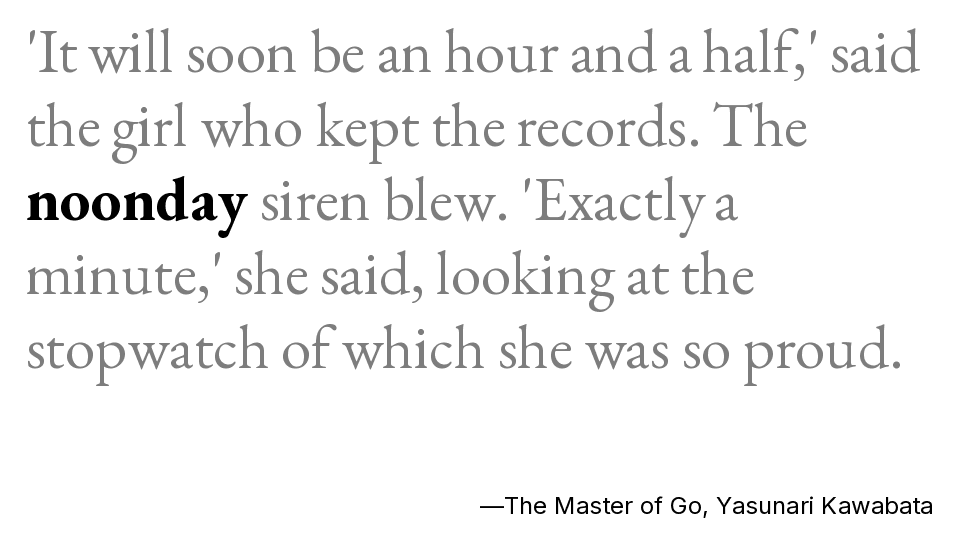 'It will soon be an hour and a half,' said
the girl who kept the records. The
noonday siren blew. 'Exactly a
minute,' she said, looking at the
stopwatch of which she was so proud.
—The Master of Go, Yasunari Kawabata